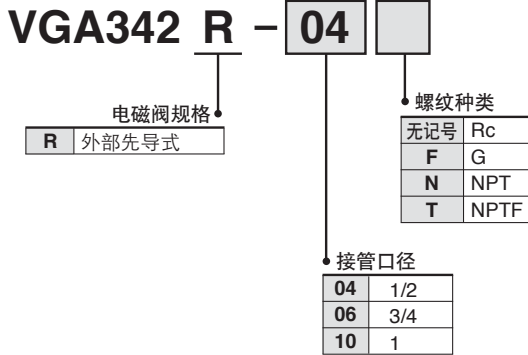 VGA342 R – 04
电磁阀规格
R 外部先导式
螺纹种类
无记号 Rc
F G
N NPT
T NPTF
接管口径
04 1/2
06 3/4
10 1